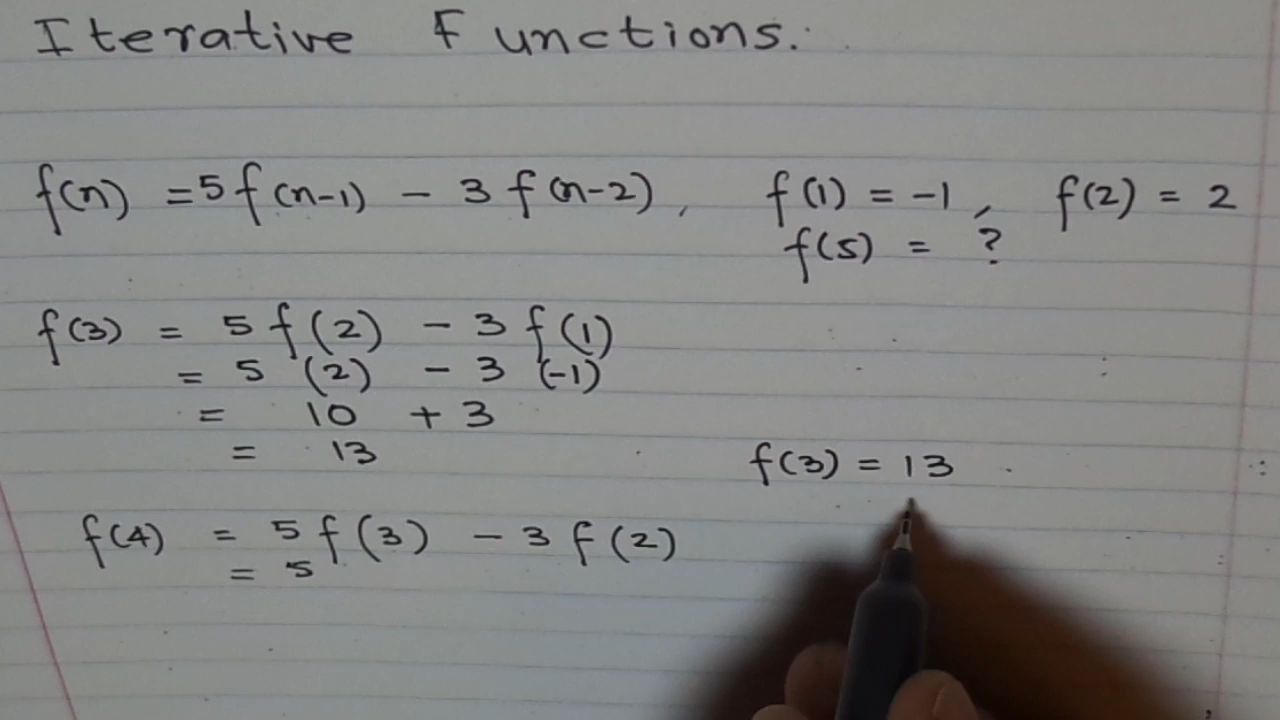 Iterative Functions.
f(n) = 5f(n-1) - 3f(n-2), f(1) = -1, f(2) = 2
f(5) = ?
f(3) = 5f(2) - 3f(1)
= 5(2) - 3(-1)
= 10 + 3
= 13
f(3) = 13
f(4) = 5f(3) - 3f(2)
= 5